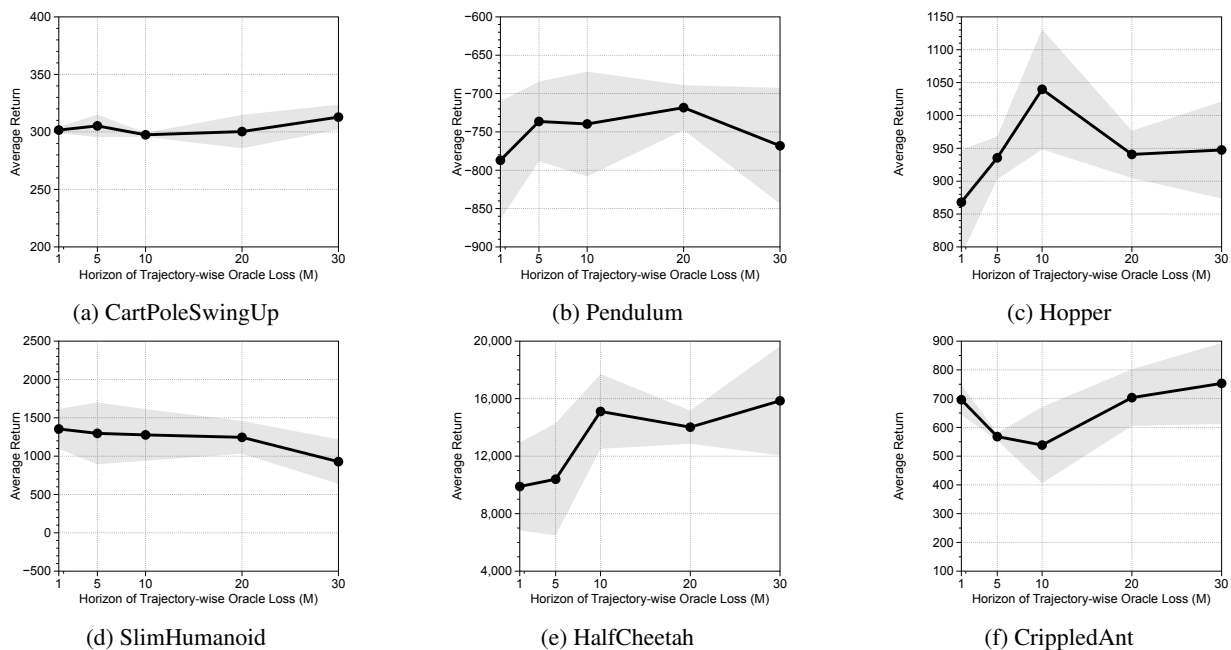 400
350
300
250
200
Average Return
1 5 10 20 30
Horizon of Trajectory-wise Oracle Loss (M)
(a) CartPoleSwingUp
−600
−650
−700
−750
−800
−850
−900
Average Return
1 5 10 20 30
Horizon of Trajectory-wise Oracle Loss (M)
(b) Pendulum
1150
1100
1050
1000
950
900
850
800
Average Return
1 5 10 20 30
Horizon of Trajectory-wise Oracle Loss (M)
(c) Hopper
2500
2000
1500
1000
500
0
−500
Average Return
1 5 10 20 30
Horizon of Trajectory-wise Oracle Loss (M)
(d) SlimHumanoid
20,000
16,000
12,000
8,000
4,000
Average Return
1 5 10 20 30
Horizon of Trajectory-wise Oracle Loss (M)
(e) HalfCheetah
900
800
700
600
500
400
300
200
100
Average Return
1 5 10 20 30
Horizon of Trajectory-wise Oracle Loss (M)
(f) CrippledAnt